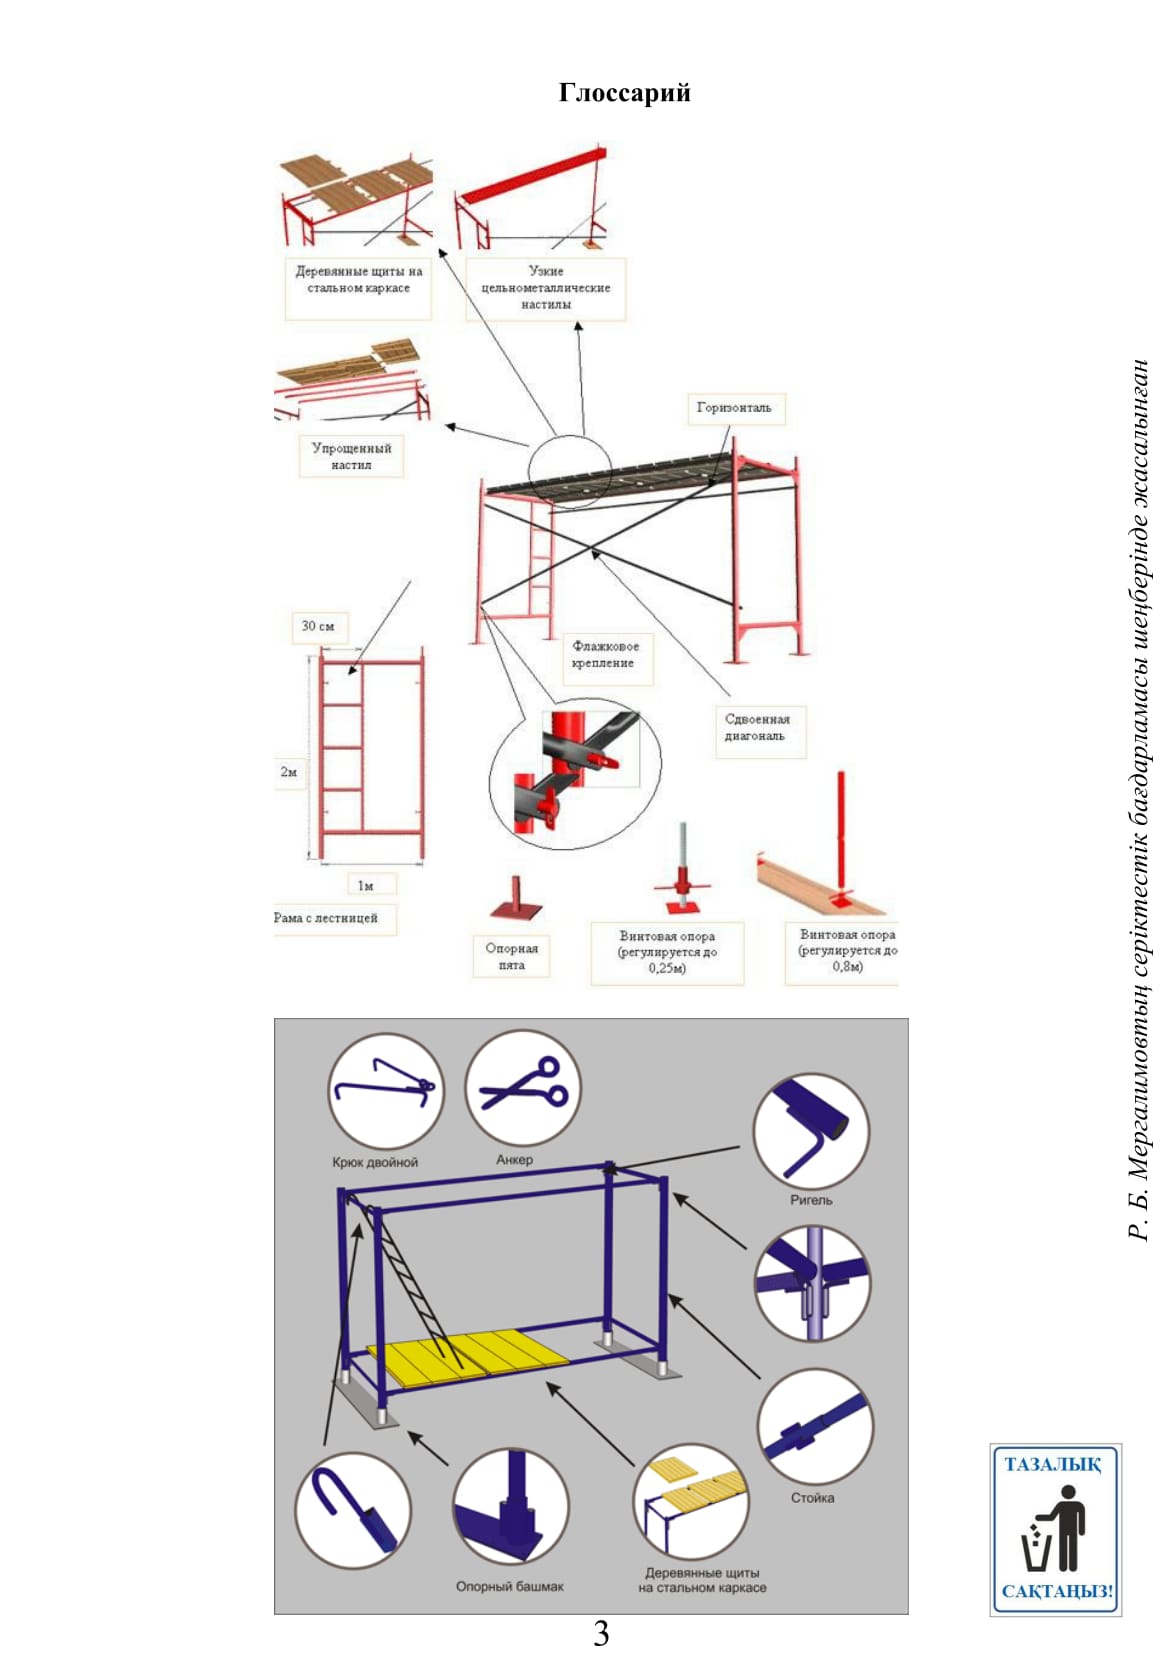 Глоссарий
Деревянные щиты на
стальном каркасе
Узкие
цельнометаллические
настилы
Упрощенный
настил
Горизонталь
30 см
Флажковое
крепление
Сдвоенная
диагональ
2м
1м
Рама с лестницей
Опорная
пята
Винтовая опора
(регулируется до
0,25м)
Винтовая опора
(регулируется до
0,8м)
Крюк двойной
Анкер
Ригель
Стойка
Опорный башмак
Деревянные щиты
на стальном каркасе
3
Р. Б. Мергалимовтың серіктестік бағдарламасы шеңберінде жасалынған
ТАЗАЛЫҚ
САҚТАҢЫЗ!